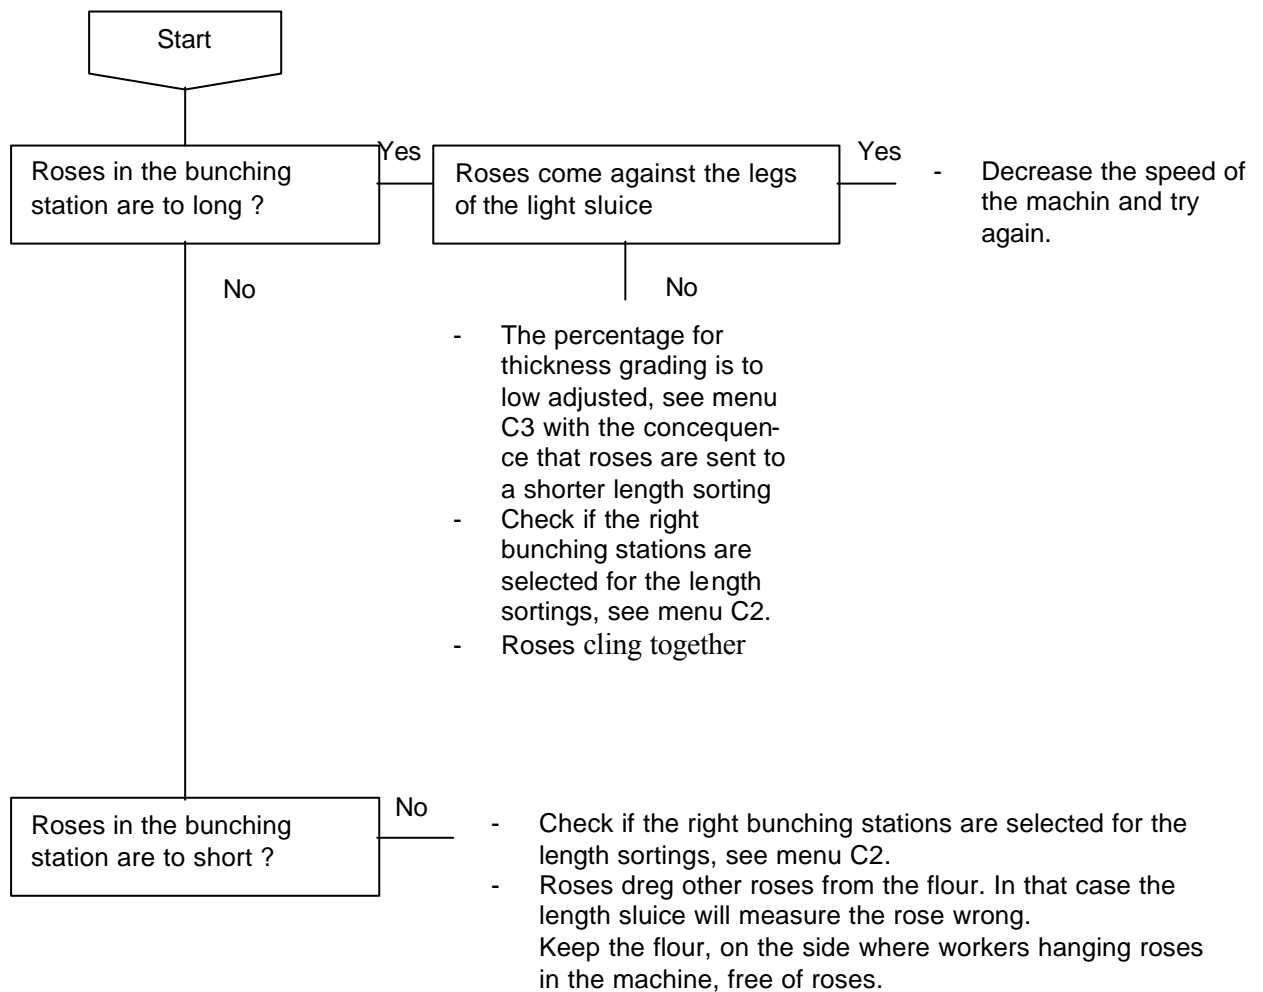 Start
Roses in the bunching
station are to long ?
Yes
Roses come against the legs
of the light sluice
Yes
- Decrease the speed of
the machin and try
again.
No
No
- The percentage for
thickness grading is to
low adjusted, see menu
C3 with the concequen-
ce that roses are sent to
a shorter length sorting
- Check if the right
bunching stations are
selected for the length
sortings, see menu C2.
- Roses cling together
Roses in the bunching
station are to short ?
No
- Check if the right bunching stations are selected for the
length sortings, see menu C2.
- Roses dreg other roses from the flour. In that case the
length sluice will measure the rose wrong.
Keep the flour, on the side where workers hanging roses
in the machine, free of roses.